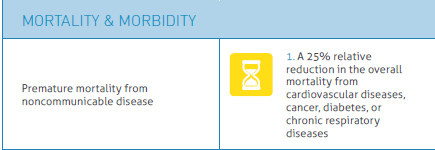 MORTALITY & MORBIDITY
Premature mortality from
noncommunicable disease
1. A 25% relative
reduction in the overall
mortality from
cardiovascular diseases,
cancer, diabetes, or
chronic respiratory
diseases